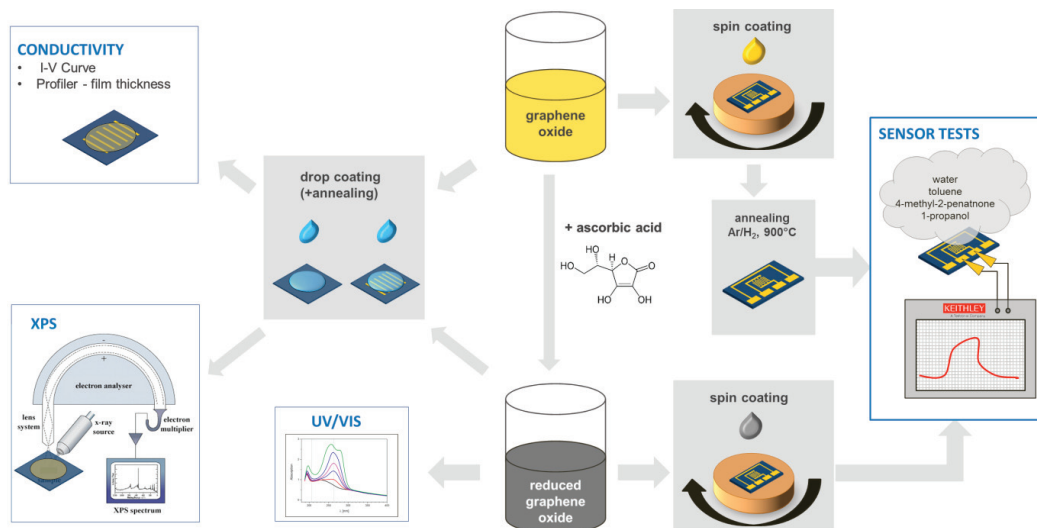 CONDUCTIVITY
• I-V Curve
• Profiler - film thickness
graphene
oxide
spin coating
drop coating
(+annealing)
+ ascorbic acid
HO
H
HO
O
O
HO
OH
annealing
Ar/H₂, 900°C
SENSOR TESTS
water
toluene
4-methyl-2-penatnone
1-propanol
KEITHLEY
XPS
-
+
electron analyser
lens
system
x-ray
source
electron
multiplier
XPS spectrum
UV/VIS
reduced
graphene
oxide
spin coating